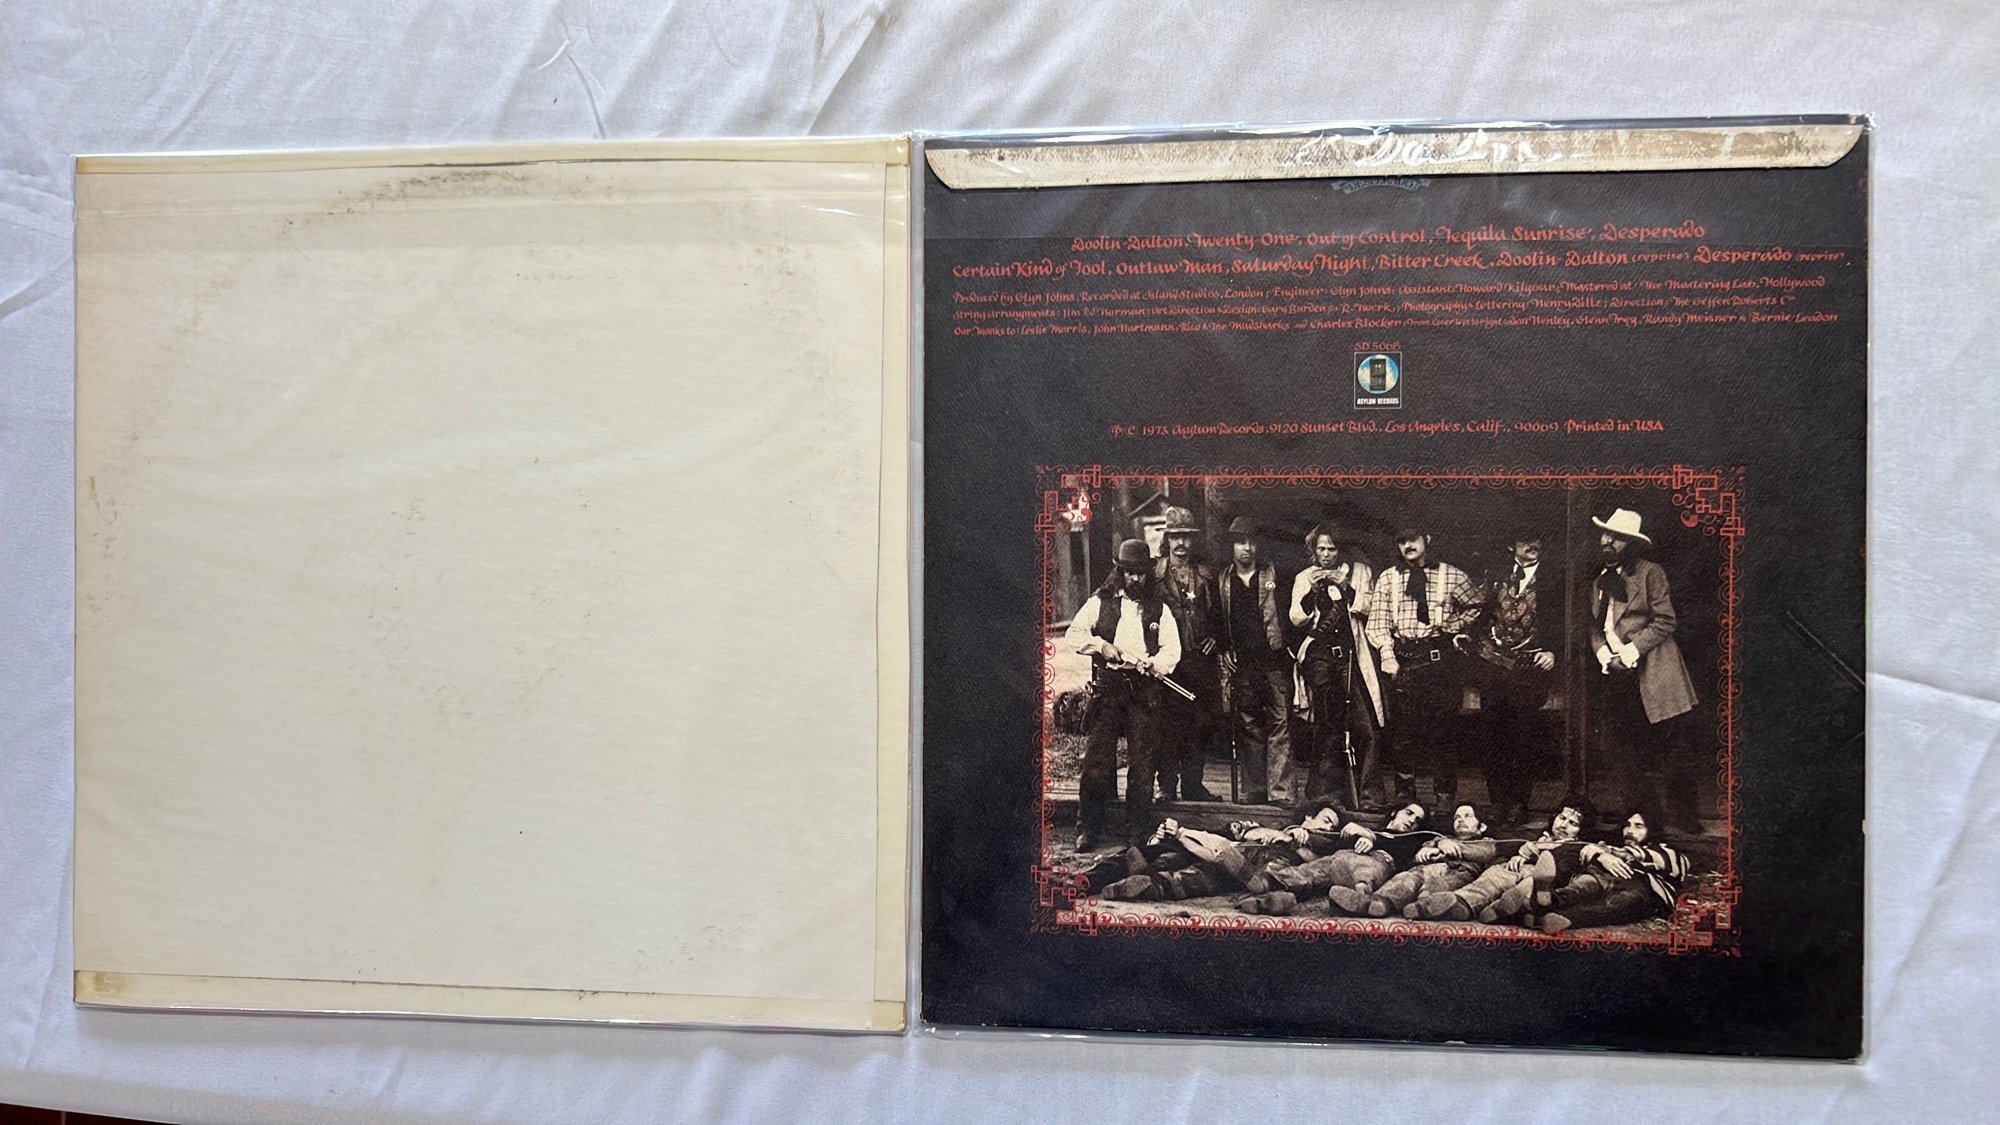 DESPERADO
Doolin-Dalton, Twenty-One, Out of Control, Tequila Sunrise, Desperado
Certain Kind of Fool, Outlaw Man, Saturday Night, Bitter Creek, Doolin-Dalton (reprise) Desperado (reprise)
Produced by Glyn Johns; Recorded at Island Studios, London; Engineer: Glyn Johns; Assistant: Howard Kilgour; Mastered at: The Mastering Lab, Hollywood
String Arrangments: Jim Ed Norman; Art Direction & Design: Gary Burden for R. Twerk; Photography & Lettering: Henry Diltz; Direction: The Geffen Roberts Co.
Our Thanks to: Leslie Morris, John Hartmann, Rico & The Mudsharks and Charles Blocker; Front Cover left to right: Don Henley, Glenn Frey, Randy Meisner & Bernie Leadon
SD 5068
ASYLUM RECORDS
℗ © 1973 Asylum Records, 9120 Sunset Blvd., Los Angeles, Calif., 90069 Printed in USA